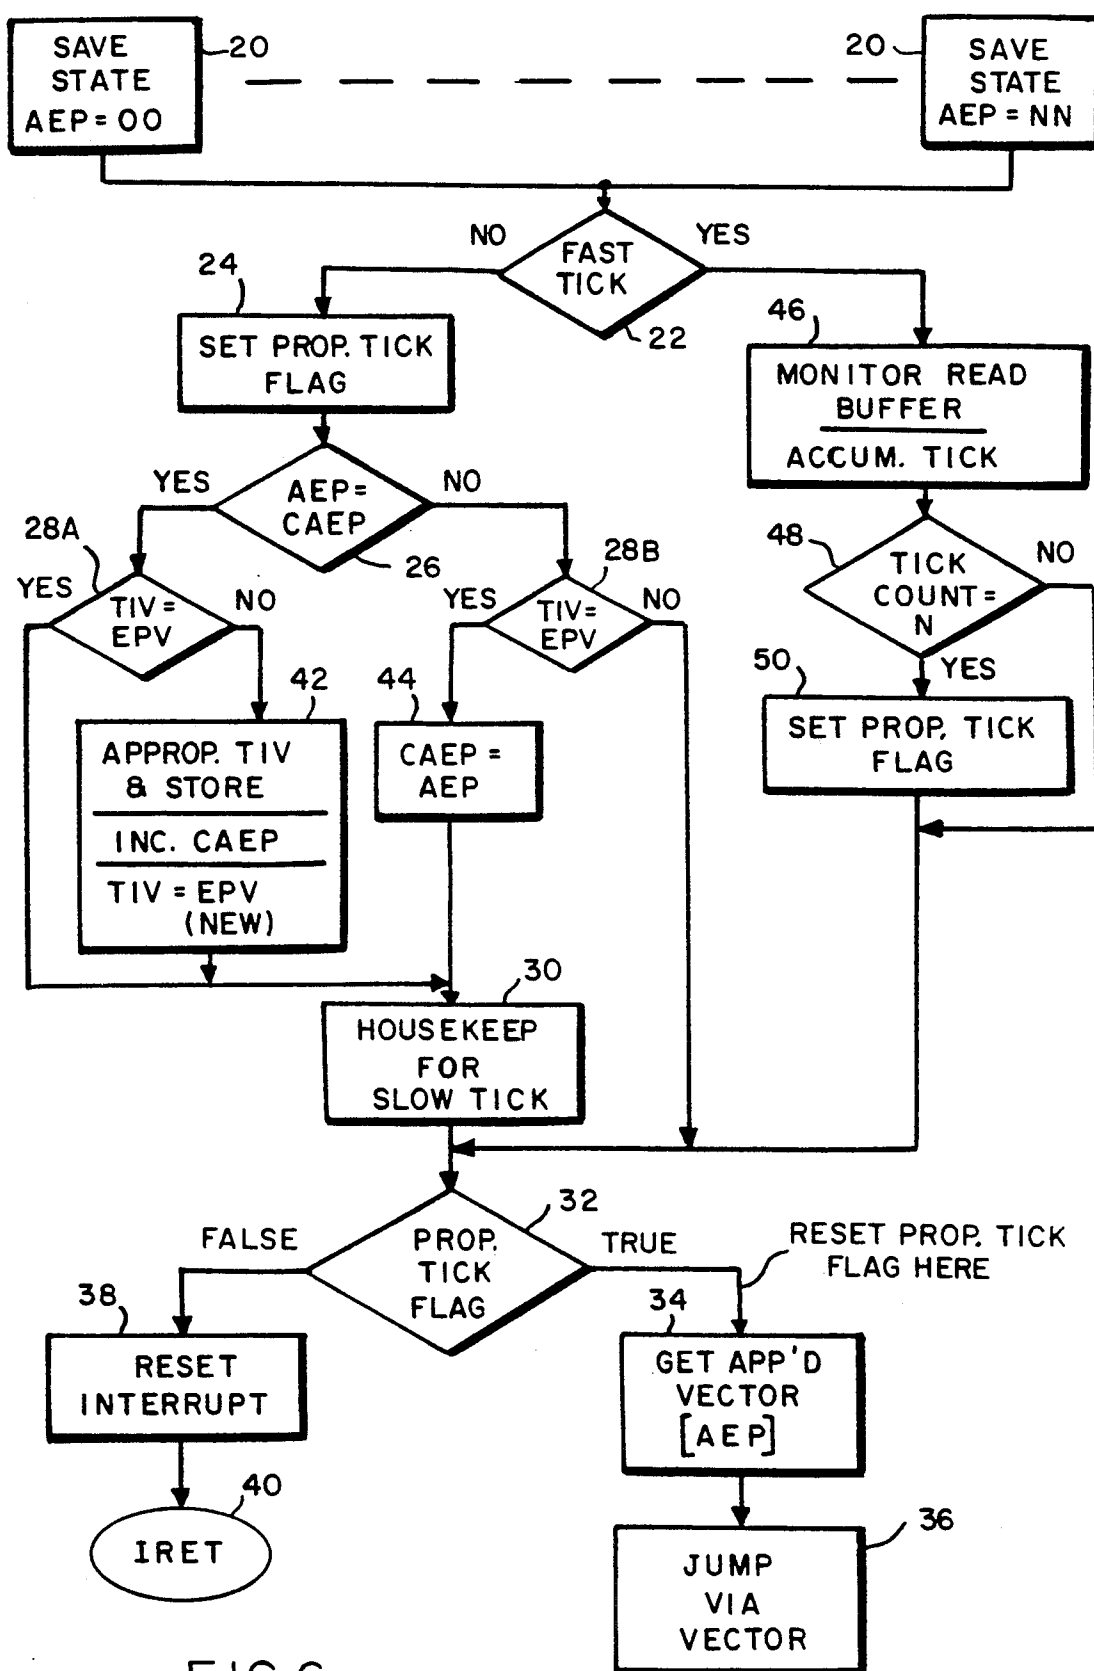 SAVE
STATE
AEP=00
20
20
SAVE
STATE
AEP=NN
NO
FAST
TICK
YES
22
24
SET PROP. TICK
FLAG
46
MONITOR READ
BUFFER
ACCUM. TICK
YES
AEP=
CAEP
NO
26
28A
YES
TIV=
EPV
NO
28B
YES
TIV=
EPV
NO
48
TICK
COUNT=
N
NO
YES
42
APPROP. TIV
& STORE
INC. CAEP
TIV = EPV
(NEW)
44
CAEP =
AEP
50
SET PROP. TICK
FLAG
30
HOUSEKEEP
FOR
SLOW TICK
32
FALSE
PROP.
TICK
FLAG
TRUE
RESET PROP. TICK
FLAG HERE
38
RESET
INTERRUPT
34
GET APP'D
VECTOR
[AEP]
40
IRET
36
JUMP
VIA
VECTOR